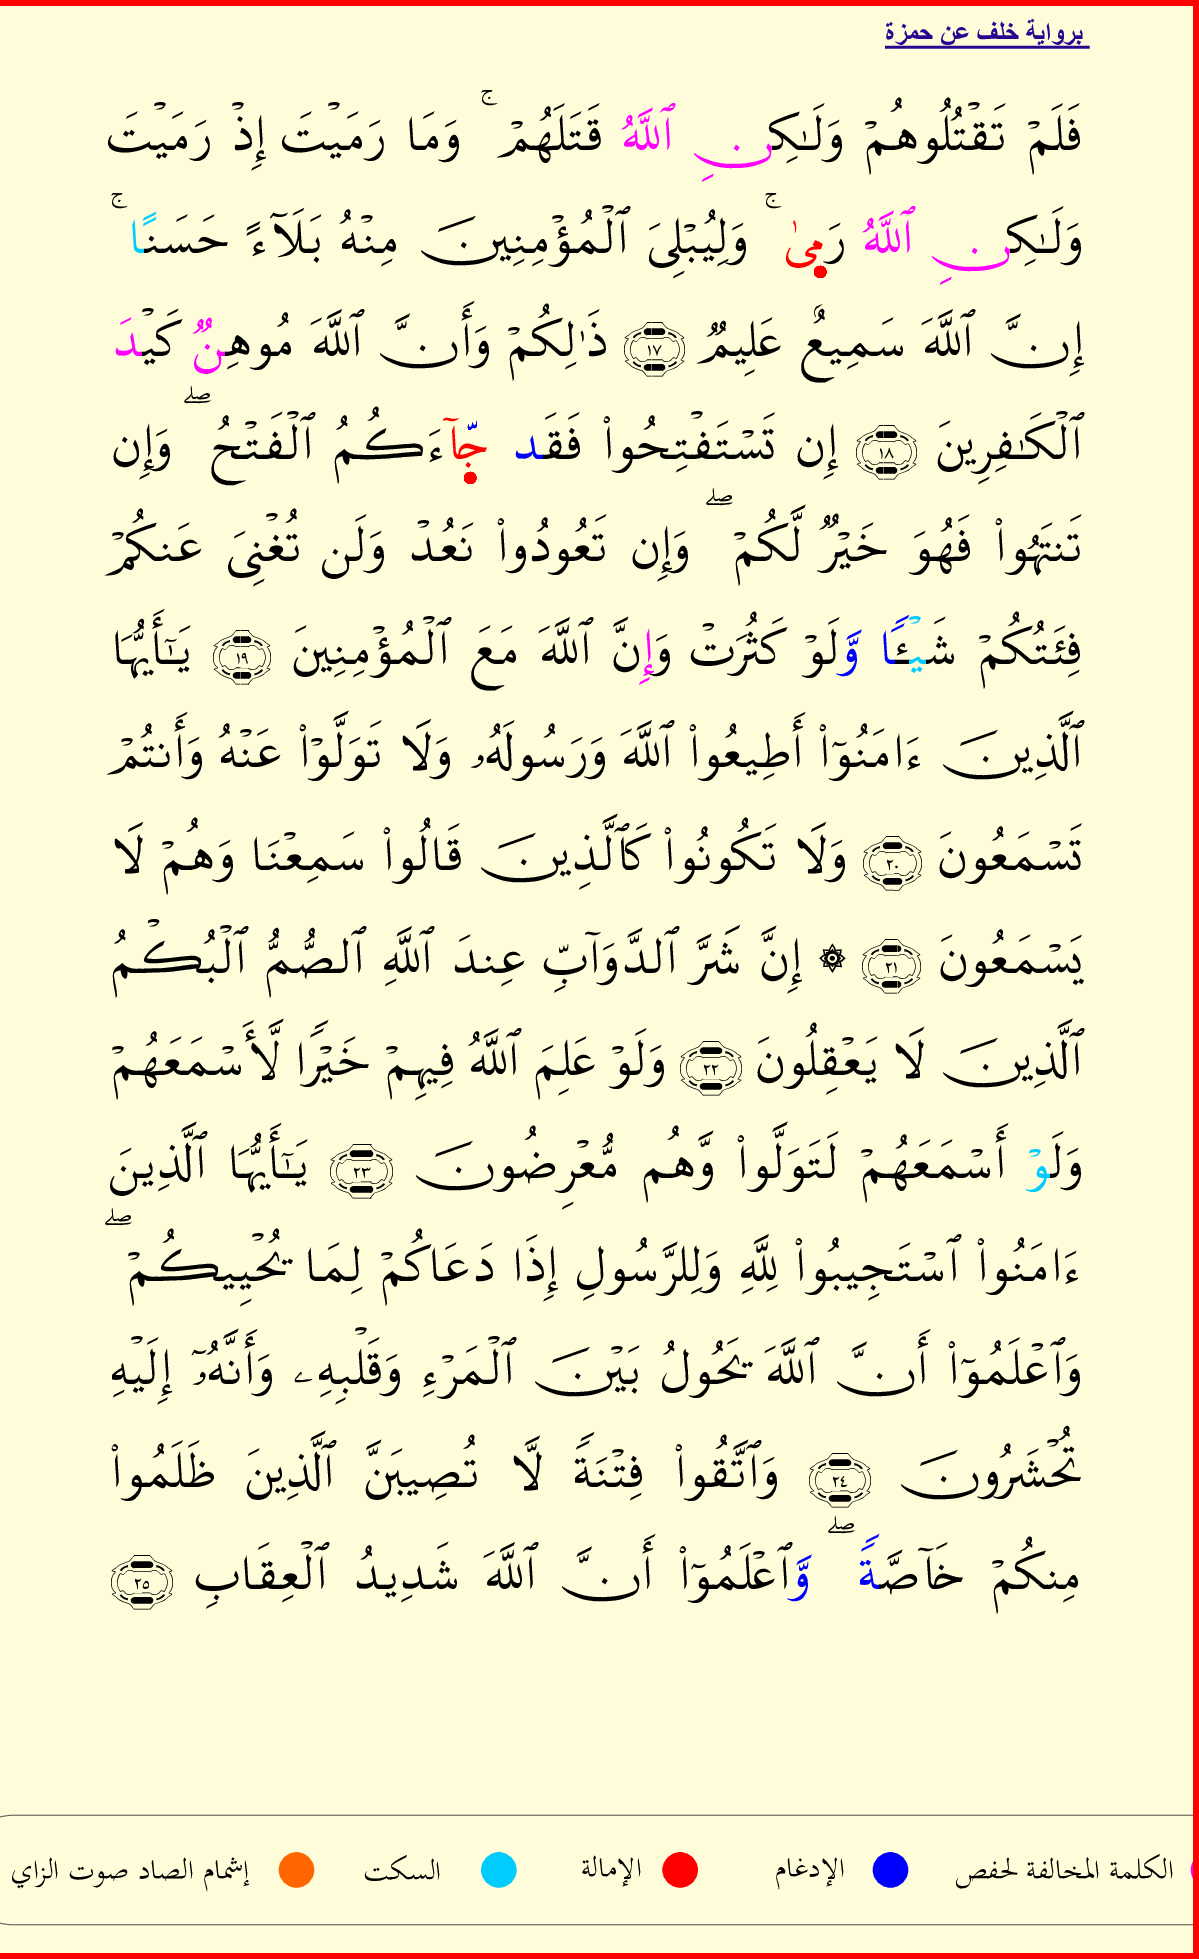 برواية خلف عن حمزة
فَلَمْ تَقْتُلُوهُمْ وَلَـٰكِنِ ٱللَّهُ قَتَلَهُمْ ۚ وَمَا رَمَيْتَ إِذْ رَمَيْتَ
وَلَـٰكِنِ ٱللَّهُ رَمِىٰ ۚ وَلِيُبْلِىَ ٱلْمُؤْمِنِينَ مِنْهُ بَلَآءً حَسَنًا ۚ
إِنَّ ٱللَّهَ سَمِيعٌ عَلِيمٌ ١٧ ذَٰلِكُمْ وَأَنَّ ٱللَّهَ مُوهِنٌ كَيْدَ
ٱلْكَـٰفِرِينَ ١٨ إِن تَسْتَفْتِحُوا۟ فَقَد جَّآءَكُمُ ٱلْفَتْحُ ۖ وَإِن
تَنتَهُوا۟ فَهُوَ خَيْرٌ لَّكُمْ ۖ وَإِن تَعُودُوا۟ نَعُدْ وَلَن تُغْنِىَ عَنكُمْ
فِئَتُكُمْ شَيْـًٔا وَّلَوْ كَثُرَتْ وَإِنَّ ٱللَّهَ مَعَ ٱلْمُؤْمِنِينَ ١٩ يَـٰٓأَيُّهَا
ٱلَّذِينَ ءَامَنُوٓا۟ أَطِيعُوا۟ ٱللَّهَ وَرَسُولَهُۥ وَلَا تَوَلَّوْا۟ عَنْهُ وَأَنتُمْ
تَسْمَعُونَ ٢٠ وَلَا تَكُونُوا۟ كَٱلَّذِينَ قَالُوا۟ سَمِعْنَا وَهُمْ لَا
يَسْمَعُونَ ٢١ ۞ إِنَّ شَرَّ ٱلدَّوَآبِّ عِندَ ٱللَّهِ ٱلصُّمُّ ٱلْبُكْمُ
ٱلَّذِينَ لَا يَعْقِلُونَ ٢٢ وَلَوْ عَلِمَ ٱللَّهُ فِيهِمْ خَيْرًا لَّأَسْمَعَهُمْ
وَلَوْ أَسْمَعَهُمْ لَتَوَلَّوا۟ وَّهُم مُّعْرِضُونَ ٢٣ يَـٰٓأَيُّهَا ٱلَّذِينَ
ءَامَنُوا۟ ٱسْتَجِيبُوا۟ لِلَّهِ وَلِلرَّسُولِ إِذَا دَعَاكُمْ لِمَا يُحْيِيكُمْ ۖ
وَٱعْلَمُوٓا۟ أَنَّ ٱللَّهَ يَحُولُ بَيْنَ ٱلْمَرْءِ وَقَلْبِهِۦ وَأَنَّهُۥٓ إِلَيْهِ
تُحْشَرُونَ ٢٤ وَٱتَّقُوا۟ فِتْنَةً لَّا تُصِيبَنَّ ٱلَّذِينَ ظَلَمُوا۟
مِنكُمْ خَآصَّةً ۖ وَّٱعْلَمُوٓا۟ أَنَّ ٱللَّهَ شَدِيدُ ٱلْعِقَابِ ٢٥
الكلمة المخالفة لحفص الإدغام الإمالة السكت إشمام الصاد صوت الزاي